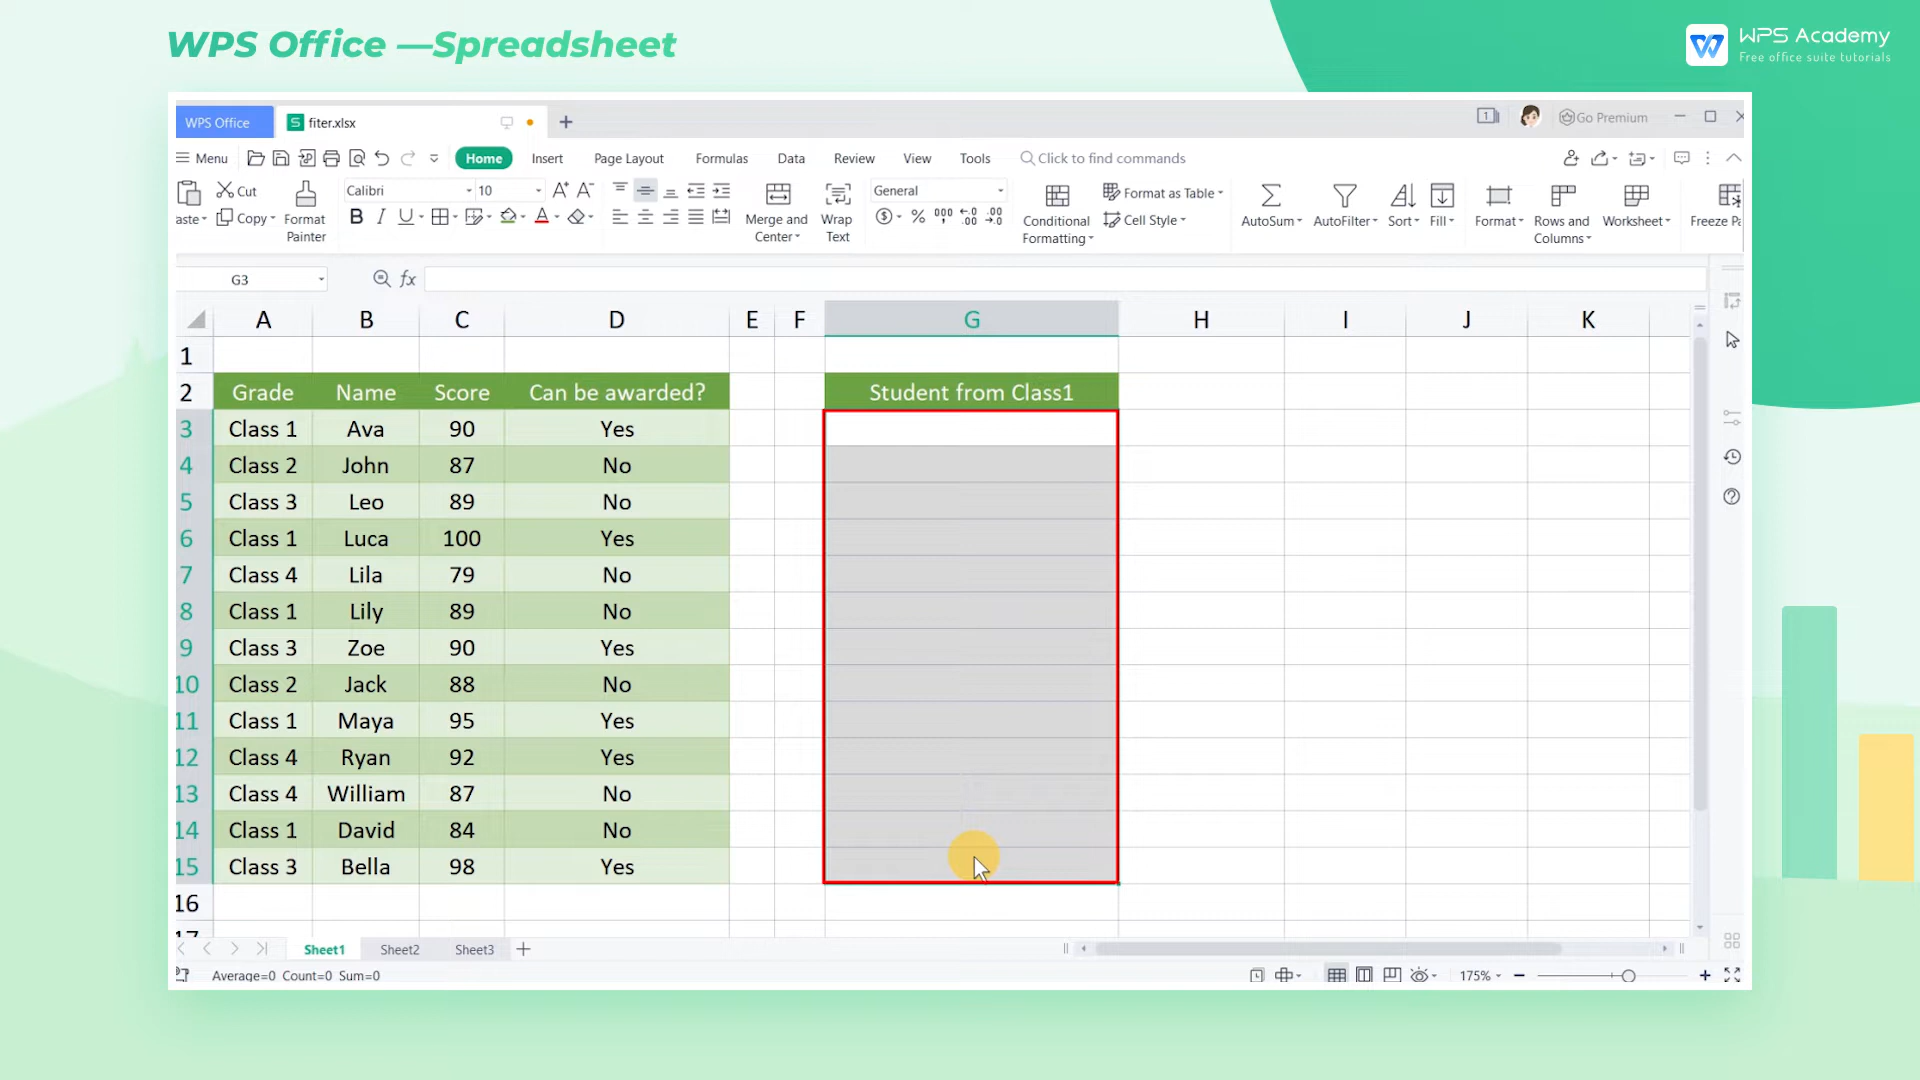 WPS Office —Spreadsheet
WPS Academy
Free office suite tutorials
WPS Office
fiter.xlsx
Go Premium
Menu
Home
Insert
Page Layout
Formulas
Data
Review
View
Tools
Click to find commands
aste
Cut
Copy
Format
Painter
Calibri
10
Merge and
Center
Wrap
Text
General
Conditional
Formatting
Format as Table
Cell Style
AutoSum
AutoFilter
Sort
Fill
Format
Rows and
Columns
Worksheet
Freeze Pa
G3
fx
A B C D E F G H I J K
1
2 Grade Name Score Can be awarded? Student from Class1
3 Class 1 Ava 90 Yes
4 Class 2 John 87 No
5 Class 3 Leo 89 No
6 Class 1 Luca 100 Yes
7 Class 4 Lila 79 No
8 Class 1 Lily 89 No
9 Class 3 Zoe 90 Yes
10 Class 2 Jack 88 No
11 Class 1 Maya 95 Yes
12 Class 4 Ryan 92 Yes
13 Class 4 William 87 No
14 Class 1 David 84 No
15 Class 3 Bella 98 Yes
16
17
Sheet1 Sheet2 Sheet3
Average=0 Count=0 Sum=0
175%